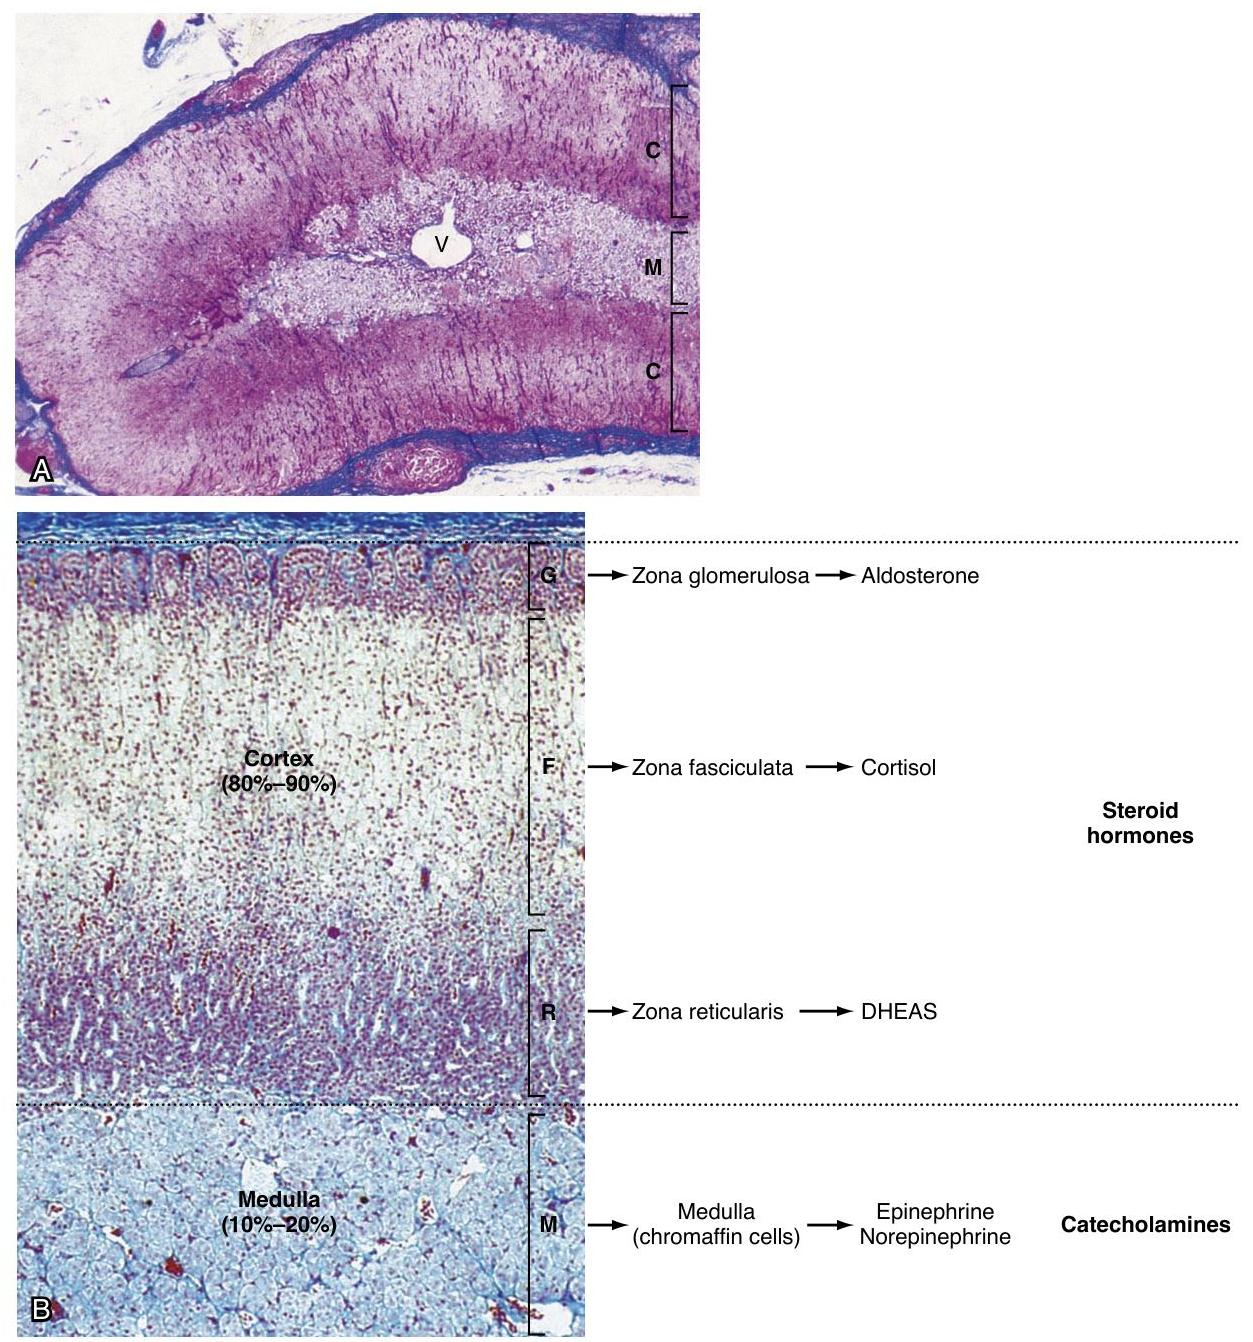 C
V
M
C
A
G
Zona glomerulosa
Aldosterone
Cortex
(80%–90%)
F
Zona fasciculata
Cortisol
Steroid
hormones
R
Zona reticularis
DHEAS
Medulla
(10%–20%)
M
Medulla
(chromaffin cells)
Epinephrine
Norepinephrine
Catecholamines
B